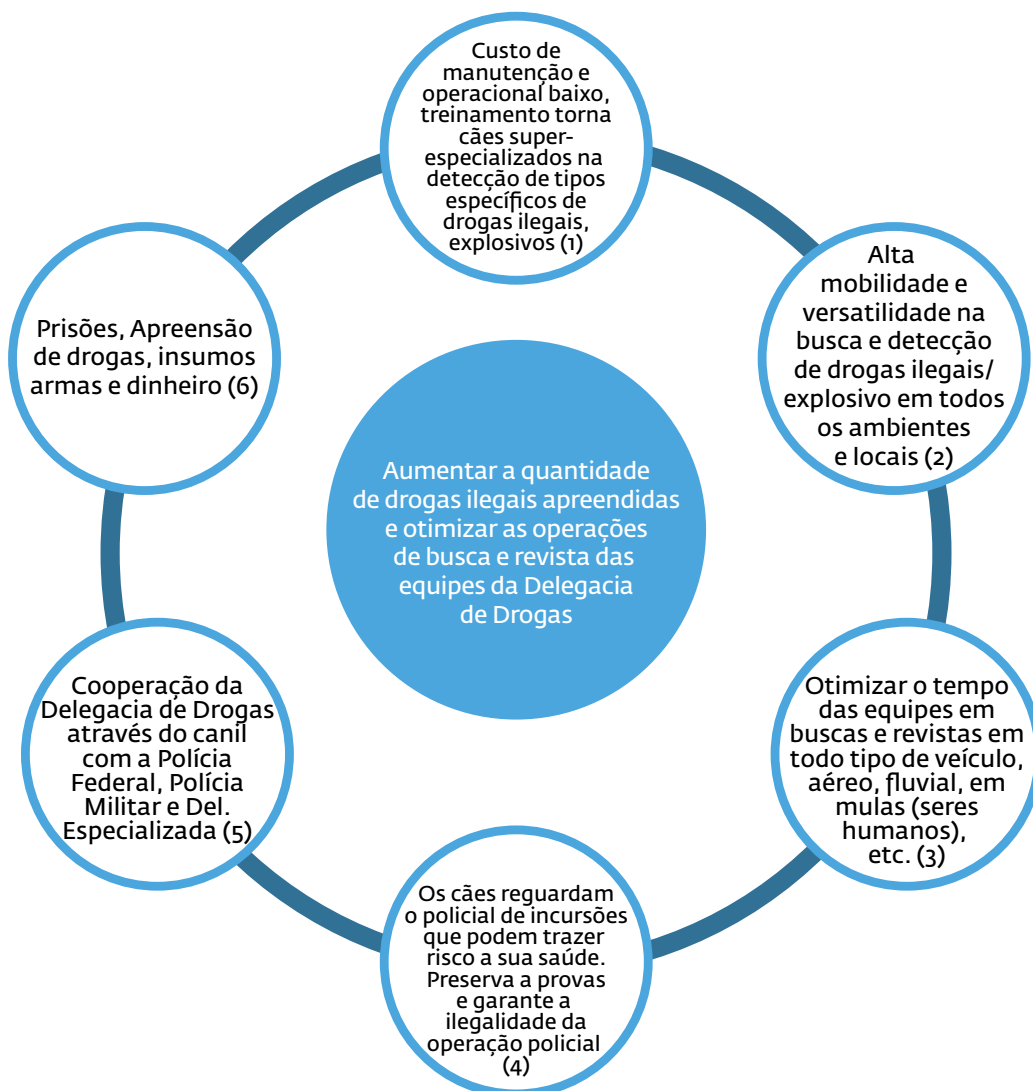 Custo de
manutenção e
operacional baixo,
treinamento torna
cães super-
especializados na
detecção de tipos
específicos de
drogas ilegais,
explosivos (1)
Alta
mobilidade e
versatilidade na
busca e detecção
de drogas ilegais/
explosivo em todos
os ambientes
e locais (2)
Otimizar o tempo
das equipes em
buscas e revistas em
todo tipo de veículo,
aéreo, fluvial, em
mulas (seres
humanos),
etc. (3)
Os cães reguardam
o policial de incursões
que podem trazer
risco a sua saúde.
Preserva a provas
e garante a
ilegalidade da
operação policial
(4)
Cooperação da
Delegacia de Drogas
através do canil
com a Polícia
Federal, Polícia
Militar e Del.
Especializada (5)
Prisões, Apreensão
de drogas, insumos
armas e dinheiro (6)
Aumentar a quantidade
de drogas ilegais apreendidas
e otimizar as operações
de busca e revista das
equipes da Delegacia
de Drogas